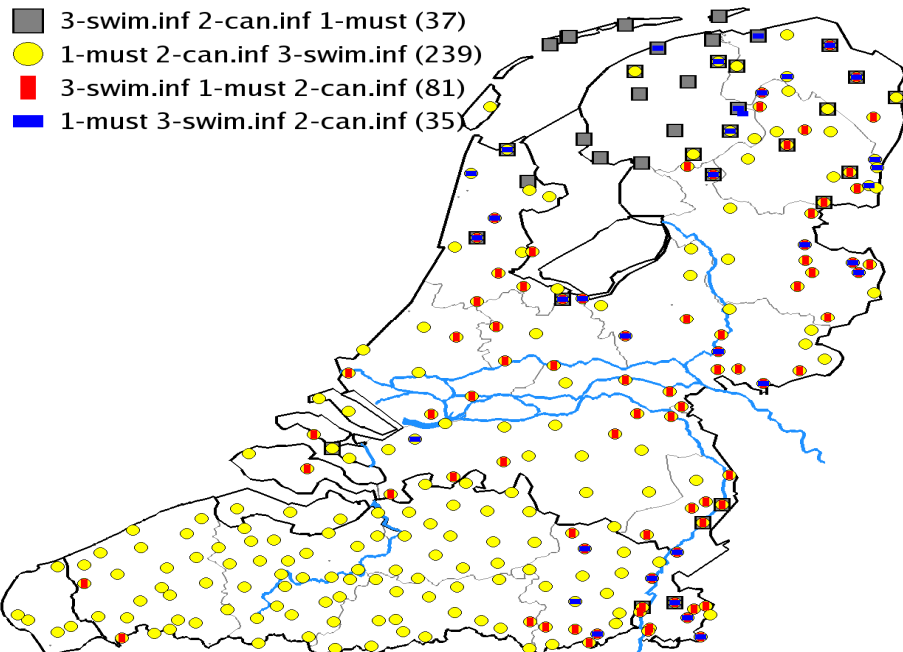 3-swim.inf 2-can.inf 1-must (37)
1-must 2-can.inf 3-swim.inf (239)
3-swim.inf 1-must 2-can.inf (81)
1-must 3-swim.inf 2-can.inf (35)